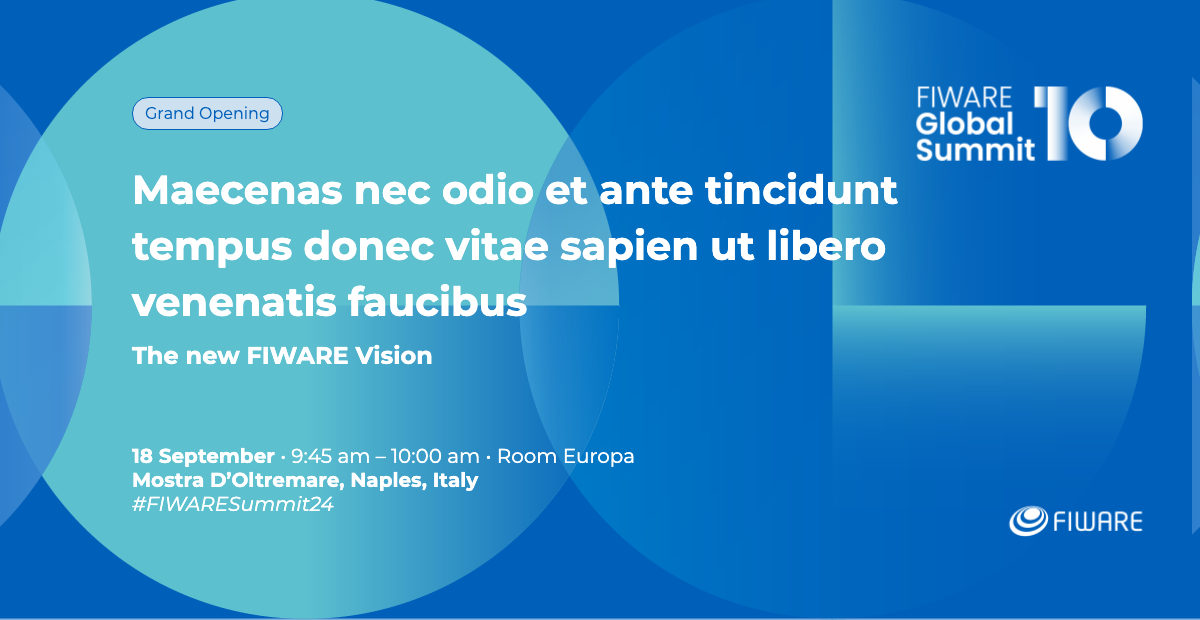 Grand Opening
FIWARE
Global
Summit 10
Maecenas nec odio et ante tincidunt
tempus donec vitae sapien ut libero
venenatis faucibus
The new FIWARE Vision
18 September · 9:45 am – 10:00 am · Room Europa
Mostra D’Oltremare, Naples, Italy
#FIWARESummit24
FIWARE